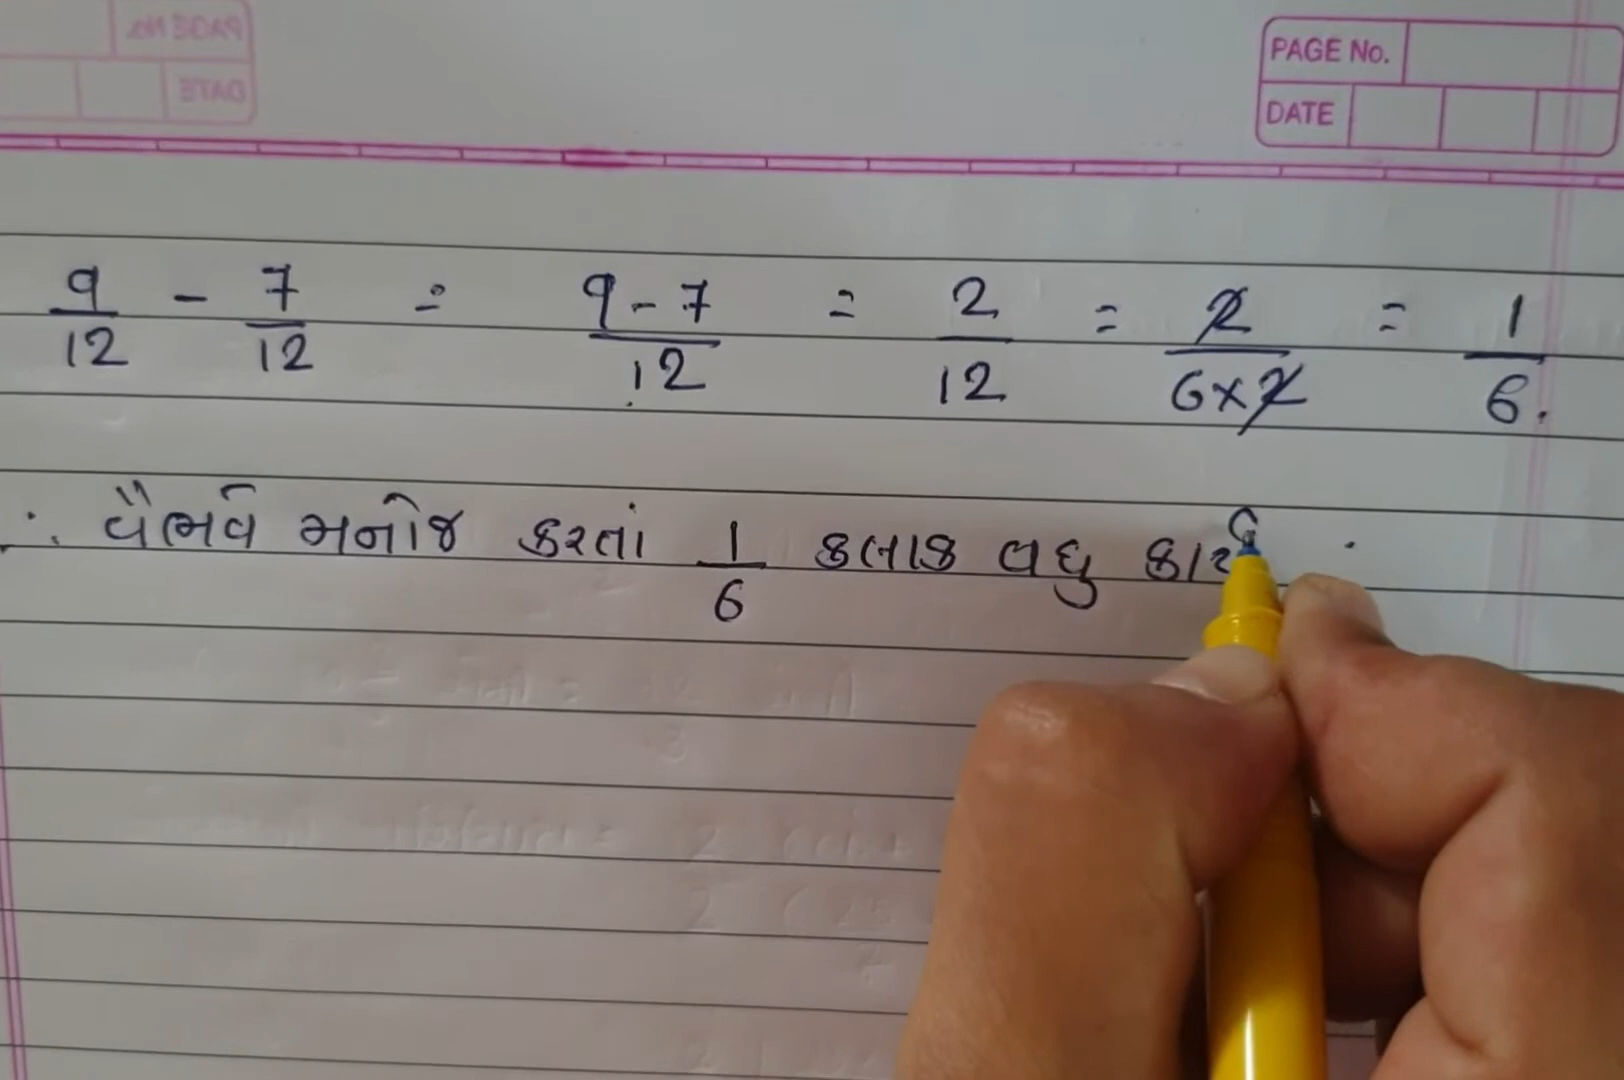 PAGE No.
DATE
9/12 - 7/12 = 9-7/12 = 2/12 = 2/6×2 = 1/6.
∴ વૈભવ મનોજ કરતાં 1/6 કલાક વધુ